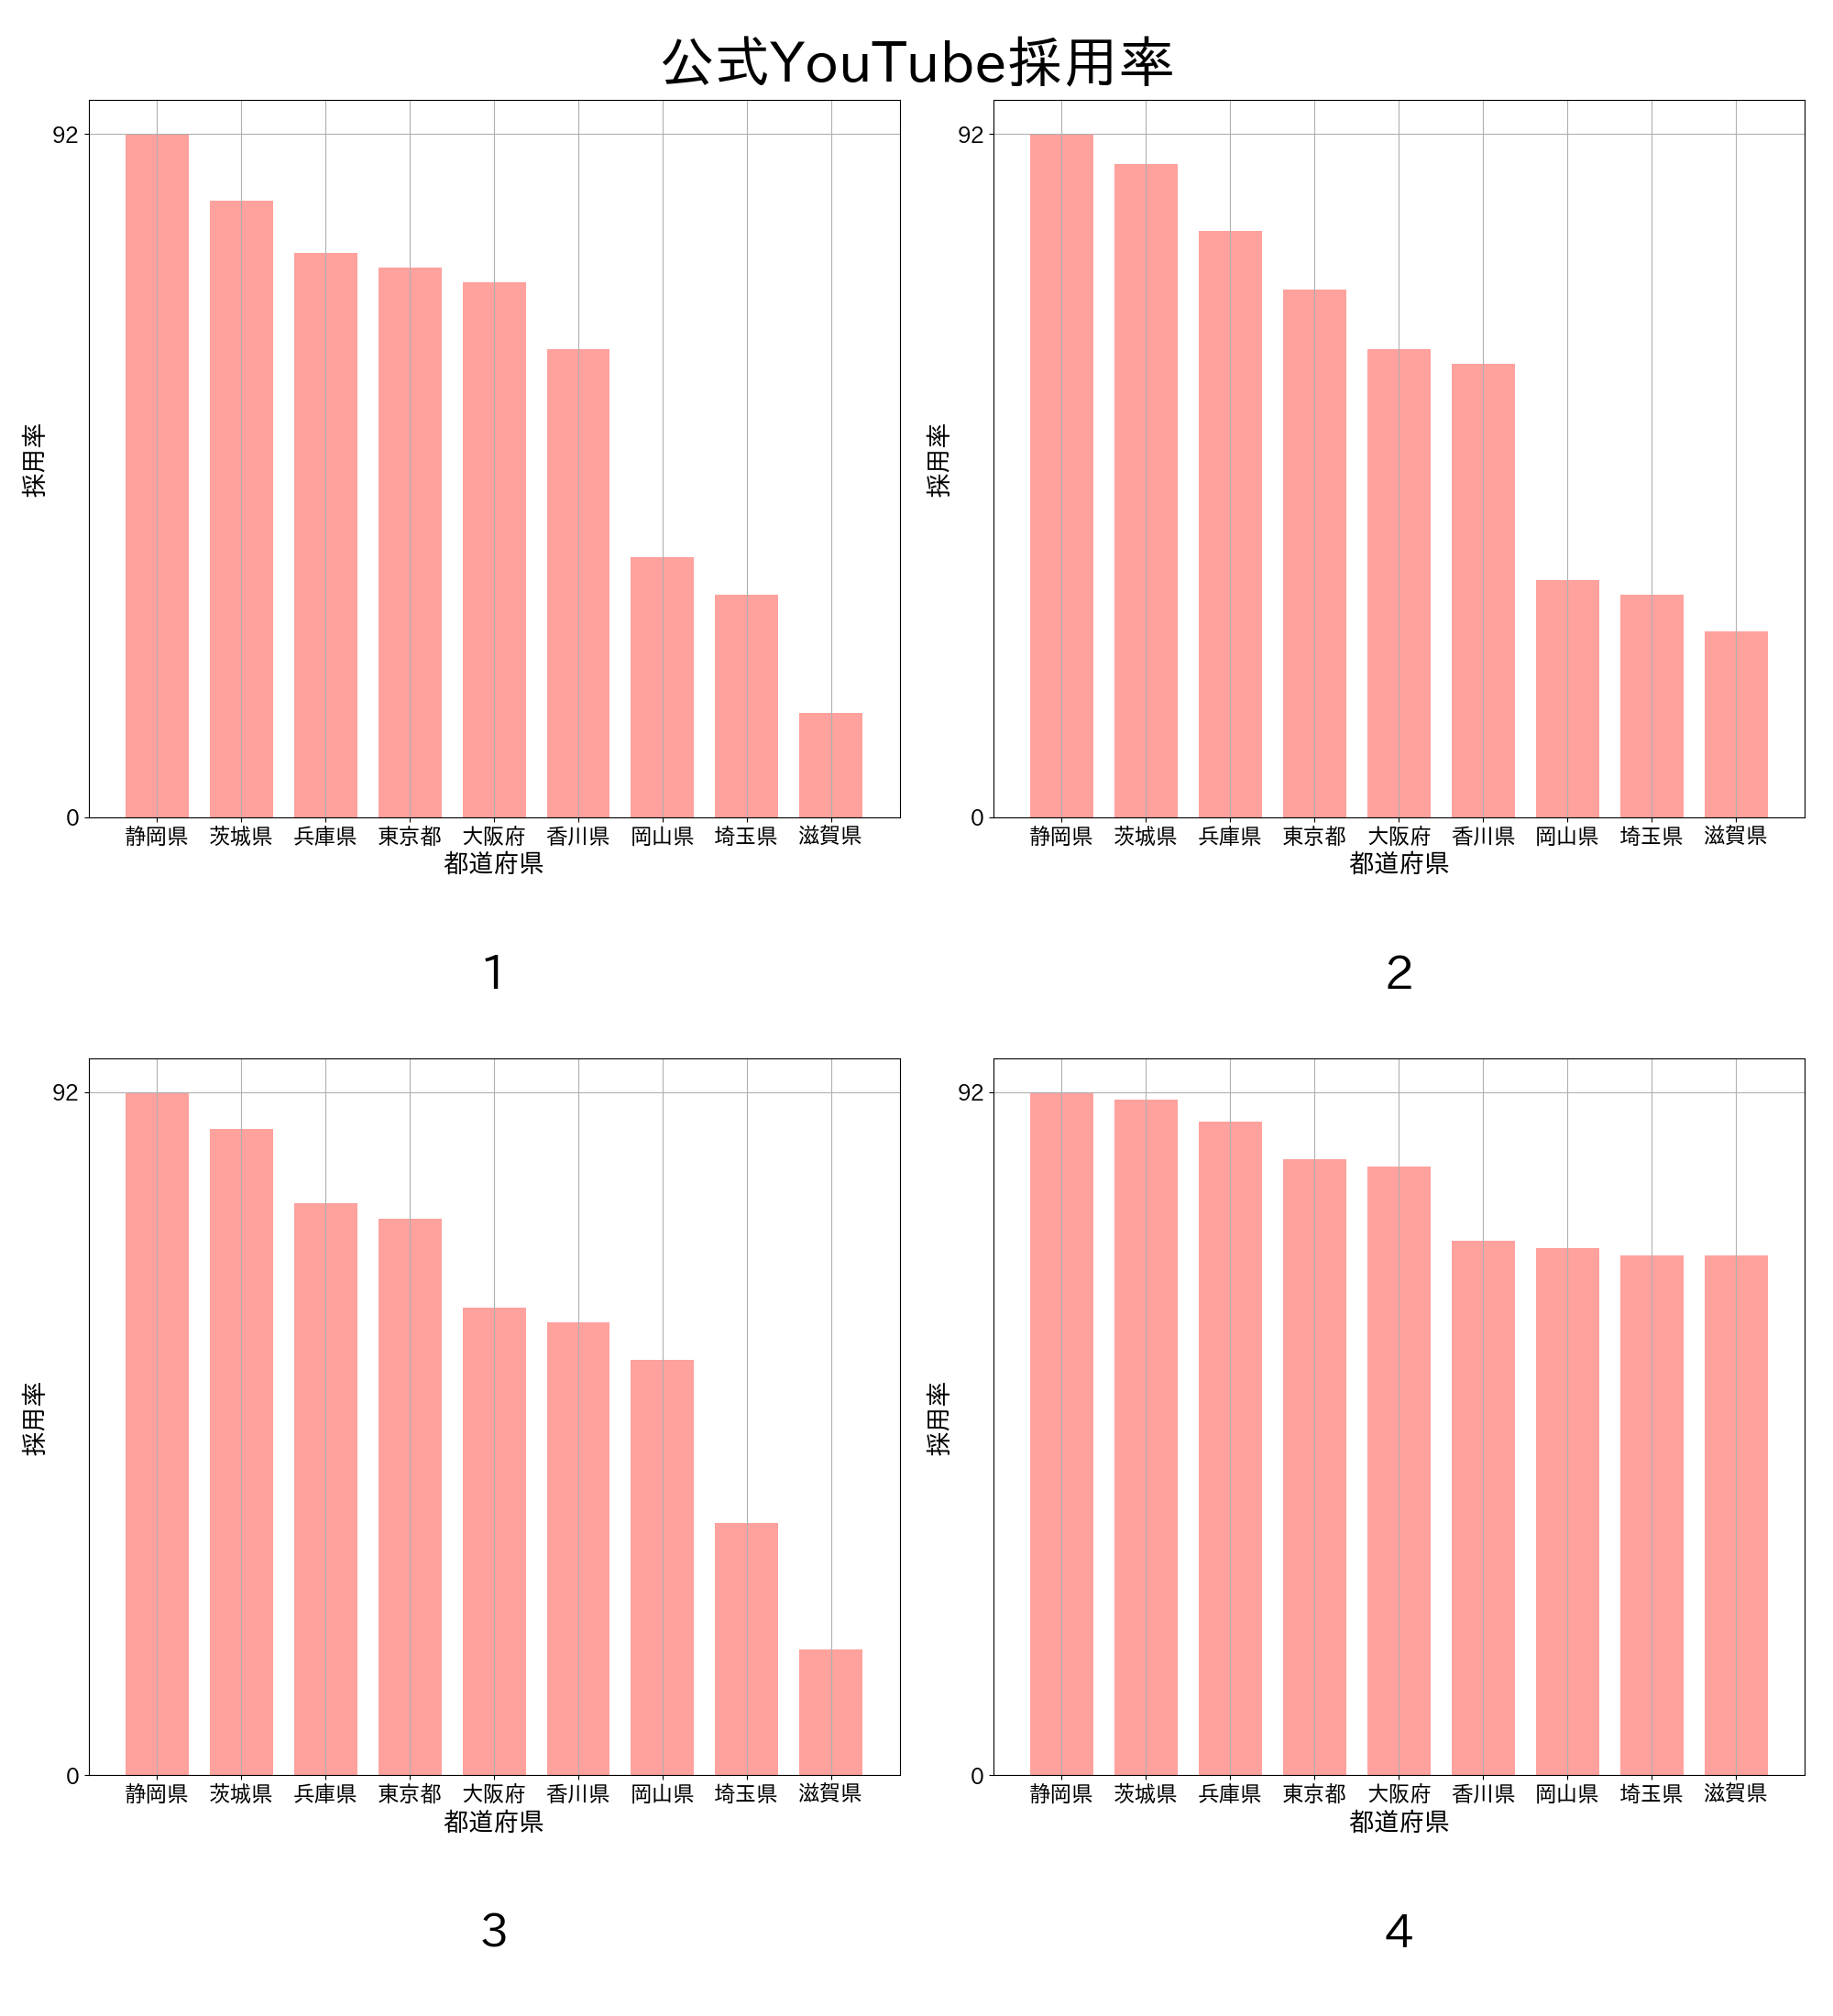 公式YouTube採用率
92
0
採用率
静岡県 茨城県 兵庫県 東京都 大阪府 香川県 岡山県 埼玉県 滋賀県
都道府県
1
92
0
採用率
静岡県 茨城県 兵庫県 東京都 大阪府 香川県 岡山県 埼玉県 滋賀県
都道府県
2
92
0
採用率
静岡県 茨城県 兵庫県 東京都 大阪府 香川県 岡山県 埼玉県 滋賀県
都道府県
3
92
0
採用率
静岡県 茨城県 兵庫県 東京都 大阪府 香川県 岡山県 埼玉県 滋賀県
都道府県
4